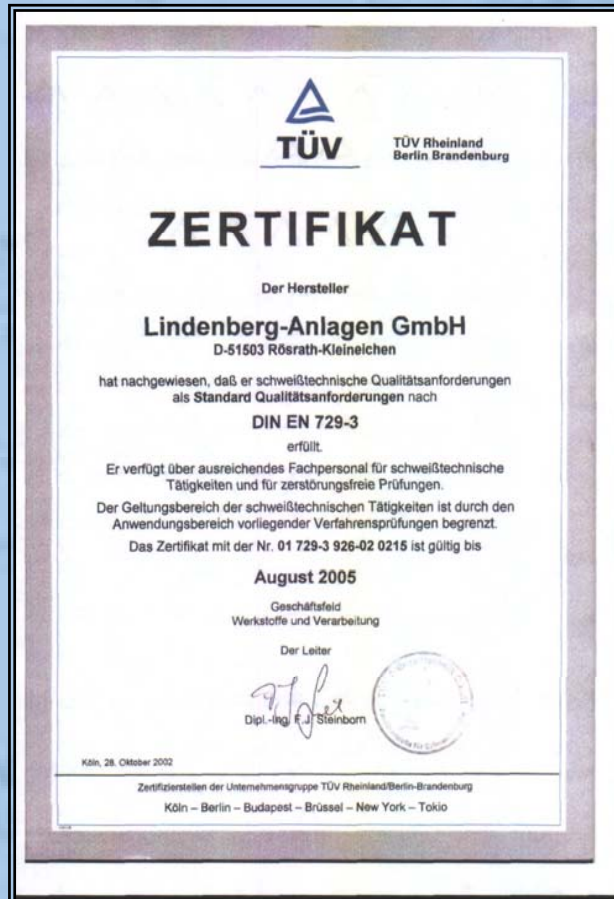 TÜV
TÜV Rheinland
Berlin Brandenburg
ZERTIFIKAT
Der Hersteller
Lindenberg-Anlagen GmbH
D-51503 Rösrath-Kleineichen
hat nachgewiesen, daß er schweißtechnische Qualitätsanforderungen
als Standard Qualitätsanforderungen nach
DIN EN 729-3
erfüllt.
Er verfügt über ausreichendes Fachpersonal für schweißtechnische
Tätigkeiten und für zerstörungsfreie Prüfungen.
Der Geltungsbereich der schweißtechnischen Tätigkeiten ist durch den
Anwendungsbereich vorliegender Verfahrensprüfungen begrenzt.
Das Zertifikat mit der Nr. 01 729-3 926-02 0215 ist gültig bis
August 2005
Geschäftsfeld
Werkstoffe und Verarbeitung
Der Leiter
Dipl.-Ing. F.J. Steinborn
Köln, 28. Oktober 2002
Zertifizierstellen der Unternehmensgruppe TÜV Rheinland/Berlin-Brandenburg
Köln – Berlin – Budapest – Brüssel – New York – Tokio